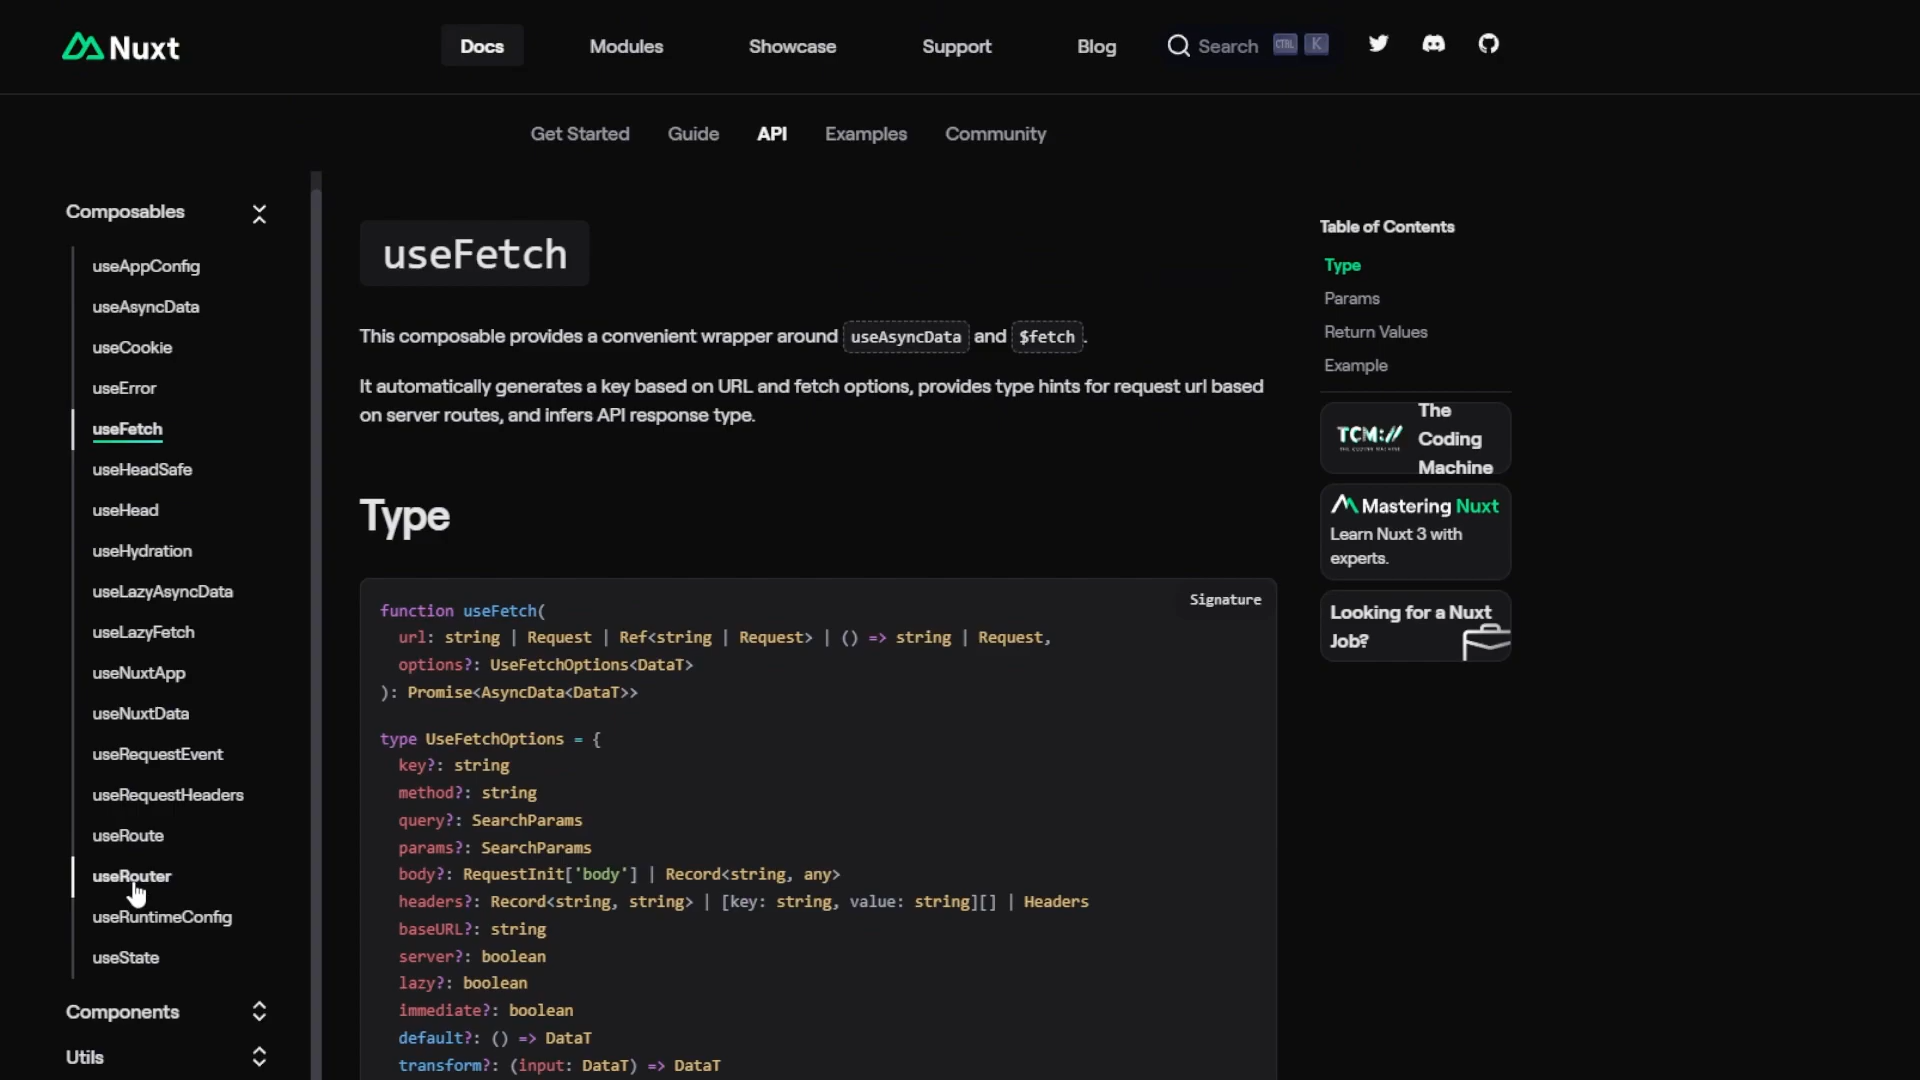 Nuxt
Docs
Modules
Showcase
Support
Blog
Search CTRL K
Get Started
Guide
API
Examples
Community
Composables
useAppConfig
useAsyncData
useCookie
useError
useFetch
useHeadSafe
useHead
useHydration
useLazyAsyncData
useLazyFetch
useNuxtApp
useNuxtData
useRequestEvent
useRequestHeaders
useRoute
useRouter
useRuntimeConfig
useState
Components
Utils
useFetch
This composable provides a convenient wrapper around useAsyncData and $fetch.
It automatically generates a key based on URL and fetch options, provides type hints for request url based
on server routes, and infers API response type.
Type
Signature
function useFetch(
url: string | Request | Ref<string | Request> | () => string | Request,
options?: UseFetchOptions<DataT>
): Promise<AsyncData<DataT>>
type UseFetchOptions = {
key?: string
method?: string
query?: SearchParams
params?: SearchParams
body?: RequestInit['body'] | Record<string, any>
headers?: Record<string, string> | [key: string, value: string][] | Headers
baseURL?: string
server?: boolean
lazy?: boolean
immediate?: boolean
default?: () => DataT
transform?: (input: DataT) => DataT
Table of Contents
Type
Params
Return Values
Example
TCM://
The
Coding
Machine
Mastering Nuxt
Learn Nuxt 3 with
experts.
Looking for a Nuxt
Job?